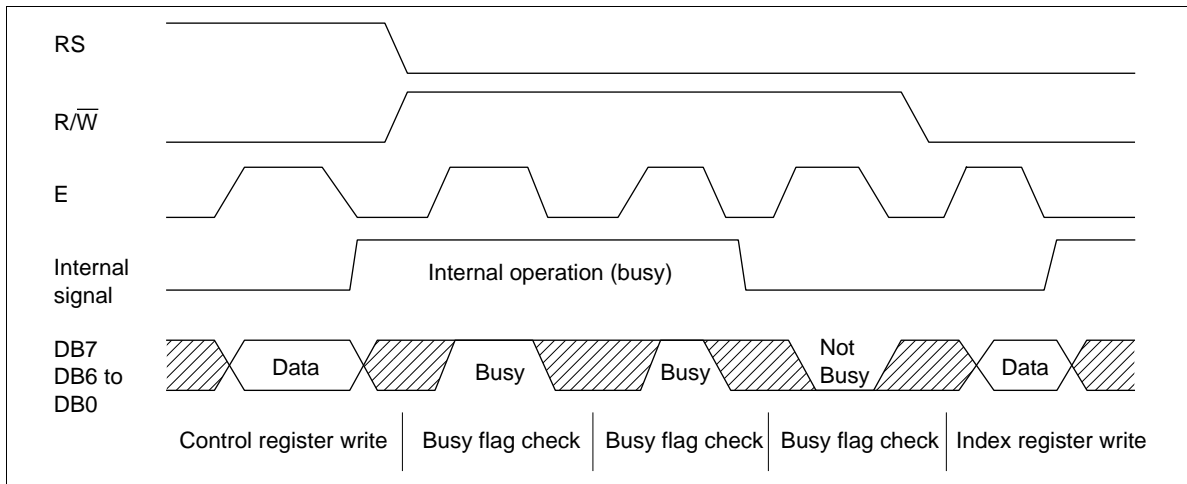 RS
R/W̅
E
Internal
signal
Internal operation (busy)
DB7
DB6 to
DB0
Data
Busy
Busy
Not
Busy
Data
Control register write
Busy flag check
Busy flag check
Busy flag check
Index register write